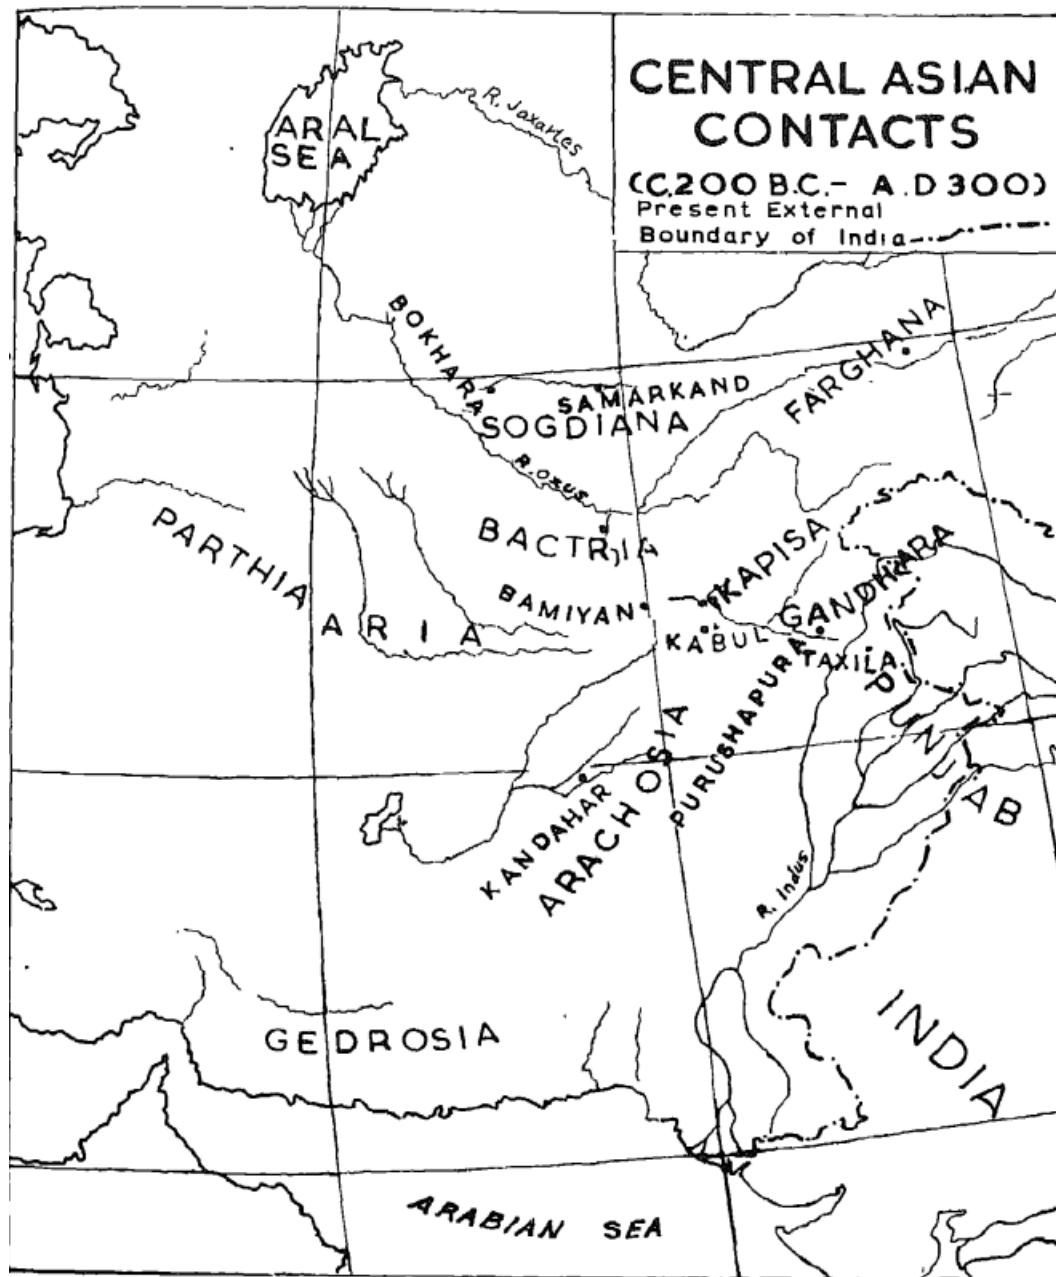 CENTRAL ASIAN
CONTACTS
(C.200 B.C.- A.D 300)
Present External
Boundary of India
ARAL
SEA
R. Jaxartes
BOKHARA
SAMARKAND
SOGDIANA
FARGHANA
R. Oxus
BACTRIA
PARTHIA
ARIA
BAMIYAN
KAPISA
GANDHARA
KABUL
TAXILA
PURUSHAPURA
PUNJAB
KANDAHAR
ARACHOSIA
R. Indus
GEDROSIA
INDIA
ARABIAN SEA